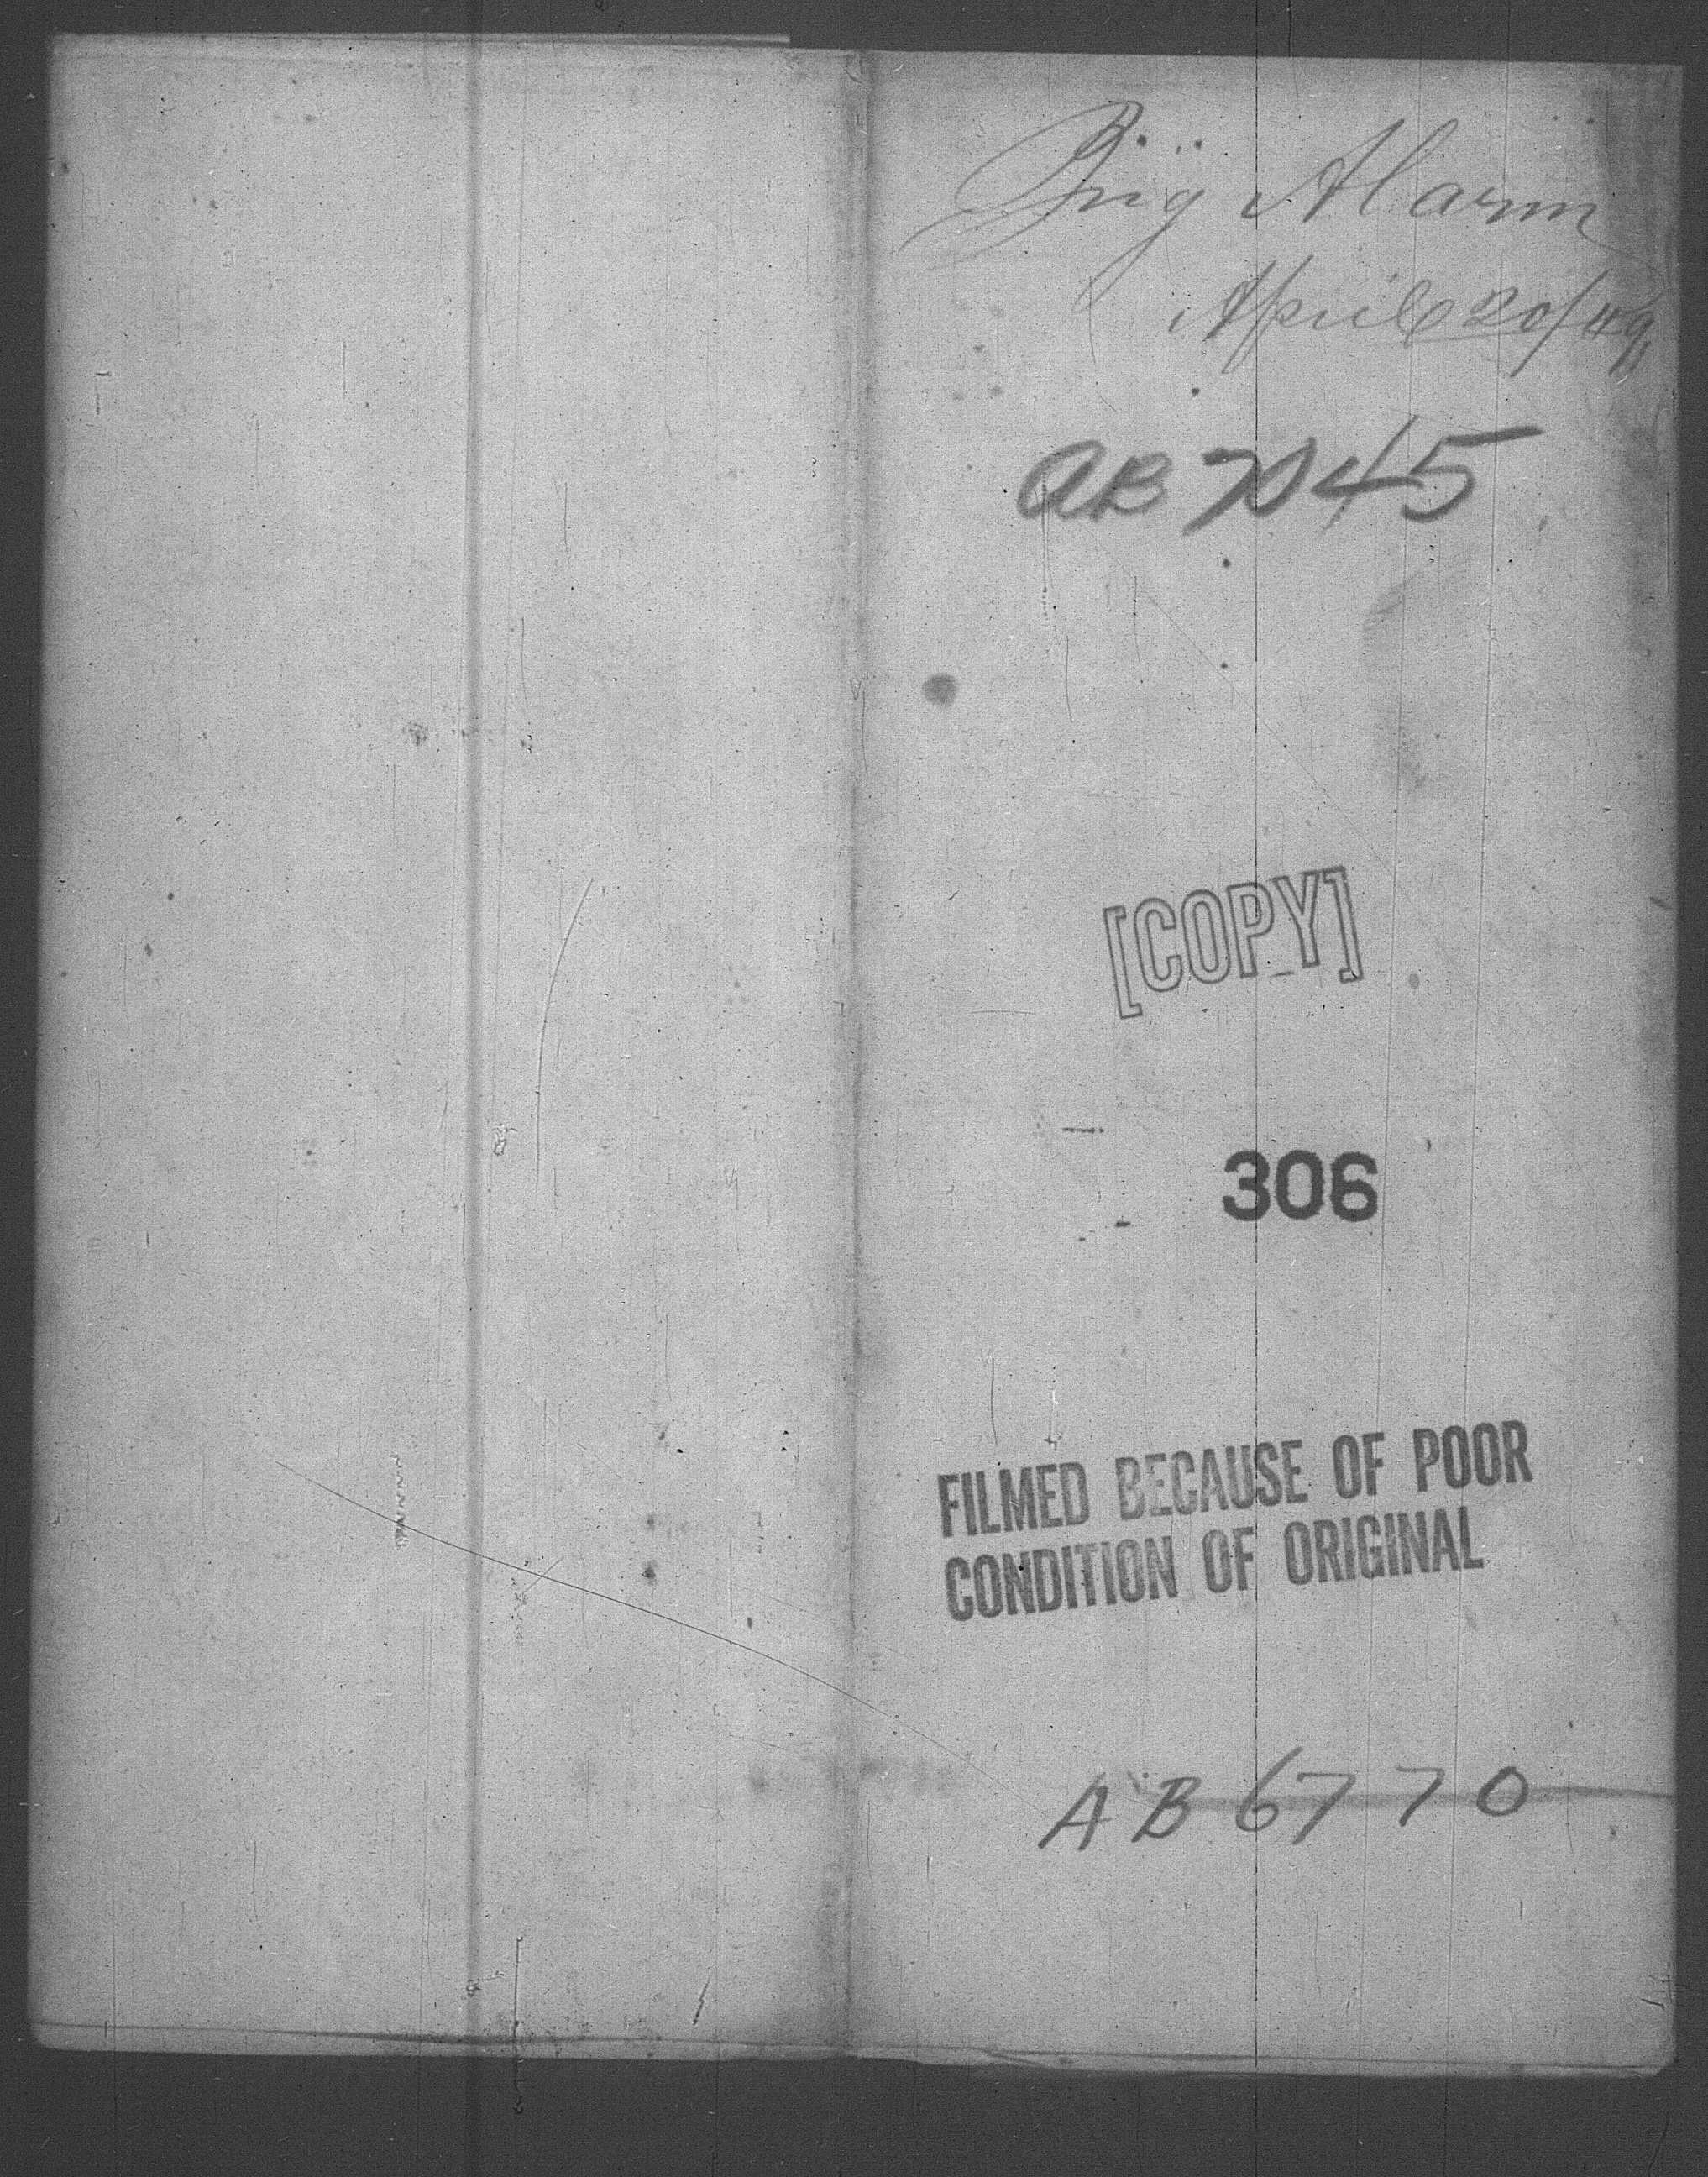 Brig Alarm
April 20/49
AB 7045
[COPY]
306
FILMED BECAUSE OF POOR
CONDITION OF ORIGINAL
AB 6770